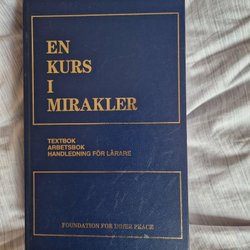 EN
KURS
I
MIRAKLER
TEXTBOK
ARBETSBOK
HANDLEDNING FÖR LÄRARE
FOUNDATION FOR INNER PEACE